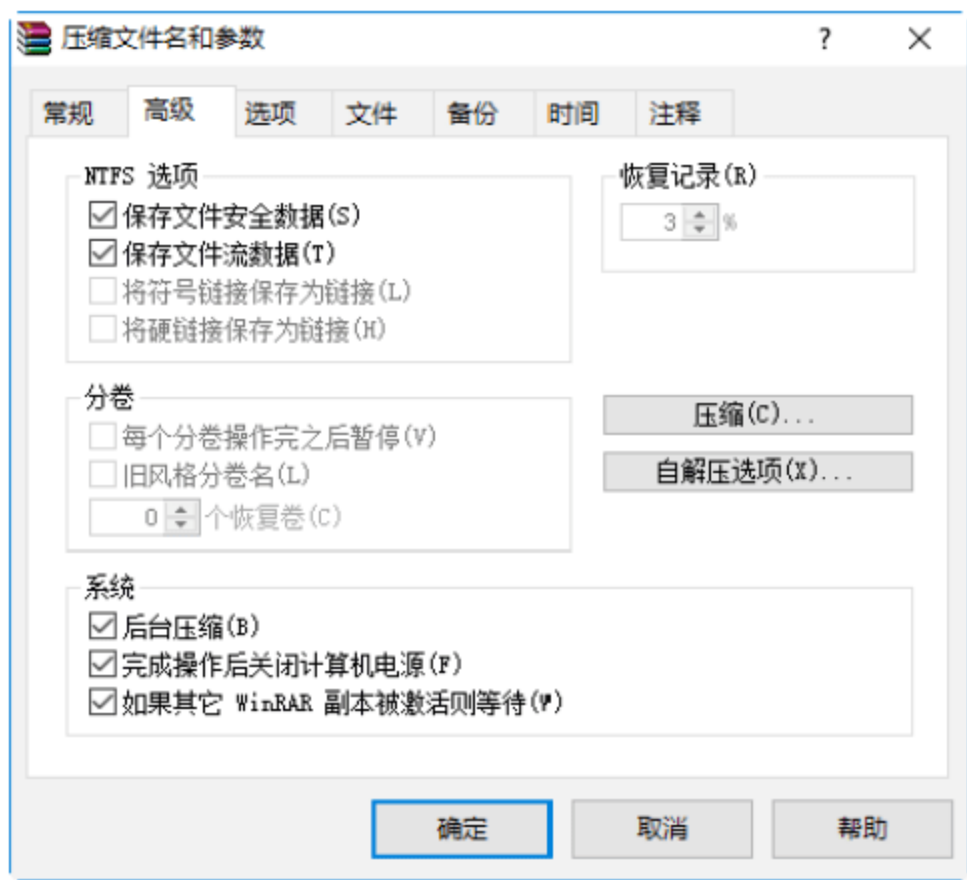 压缩文件名和参数
?
常规 高级 选项 文件 备份 时间 注释
NTFS 选项
保存文件安全数据(S)
保存文件流数据(T)
将符号链接保存为链接(L)
将硬链接保存为链接(H)
恢复记录(R)
3 %
分卷
每个分卷操作完之后暂停(V)
旧风格分卷名(L)
0 个恢复卷(C)
压缩(C)...
自解压选项(X)...
系统
后台压缩(B)
完成操作后关闭计算机电源(F)
如果其它 WinRAR 副本被激活则等待(W)
确定 取消 帮助